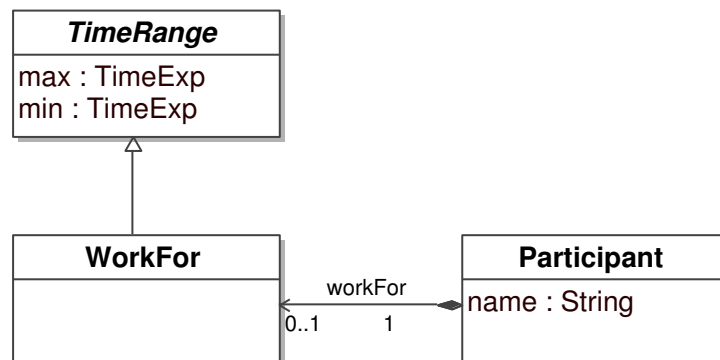 TimeRange
max : TimeExp
min : TimeExp
WorkFor
Participant
workFor
name : String
0..1
1